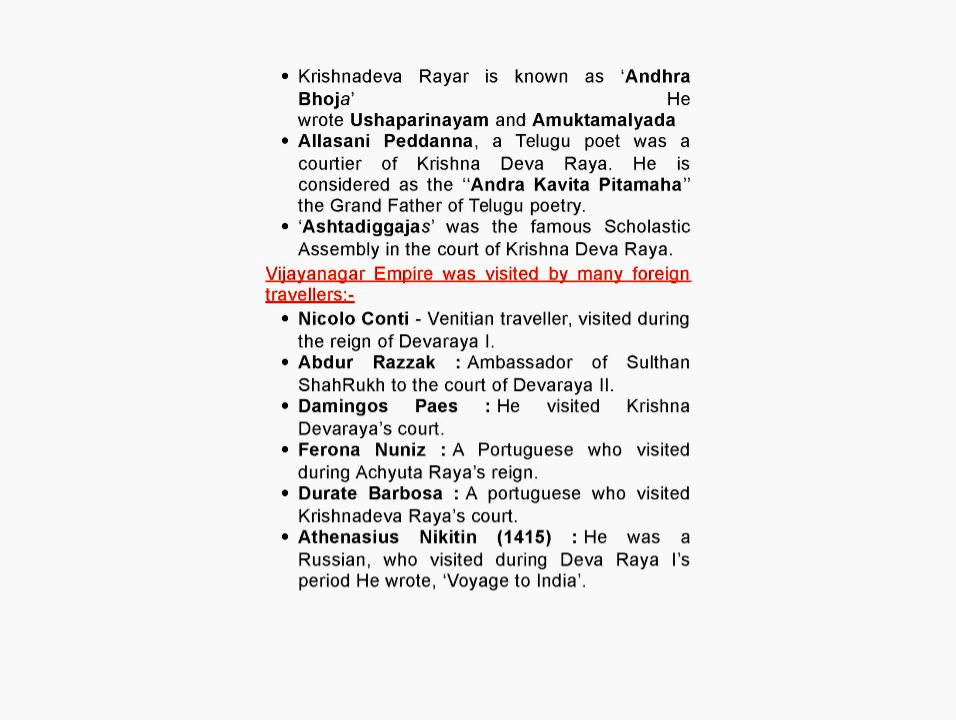 • Krishnadeva Rayar is known as ‘Andhra
Bhoja’ He
wrote Ushaparinayam and Amuktamalyada
• Allasani Peddanna, a Telugu poet was a
courtier of Krishna Deva Raya. He is
considered as the “Andra Kavita Pitamaha”
the Grand Father of Telugu poetry.
• ‘Ashtadiggajas’ was the famous Scholastic
Assembly in the court of Krishna Deva Raya.
Vijayanagar Empire was visited by many foreign
travellers:-
• Nicolo Conti - Venitian traveller, visited during
the reign of Devaraya I.
• Abdur Razzak : Ambassador of Sulthan
ShahRukh to the court of Devaraya II.
• Damingos Paes : He visited Krishna
Devaraya’s court.
• Ferona Nuniz : A Portuguese who visited
during Achyuta Raya’s reign.
• Durate Barbosa : A portuguese who visited
Krishnadeva Raya’s court.
• Athenasius Nikitin (1415) : He was a
Russian, who visited during Deva Raya I’s
period He wrote, ‘Voyage to India’.